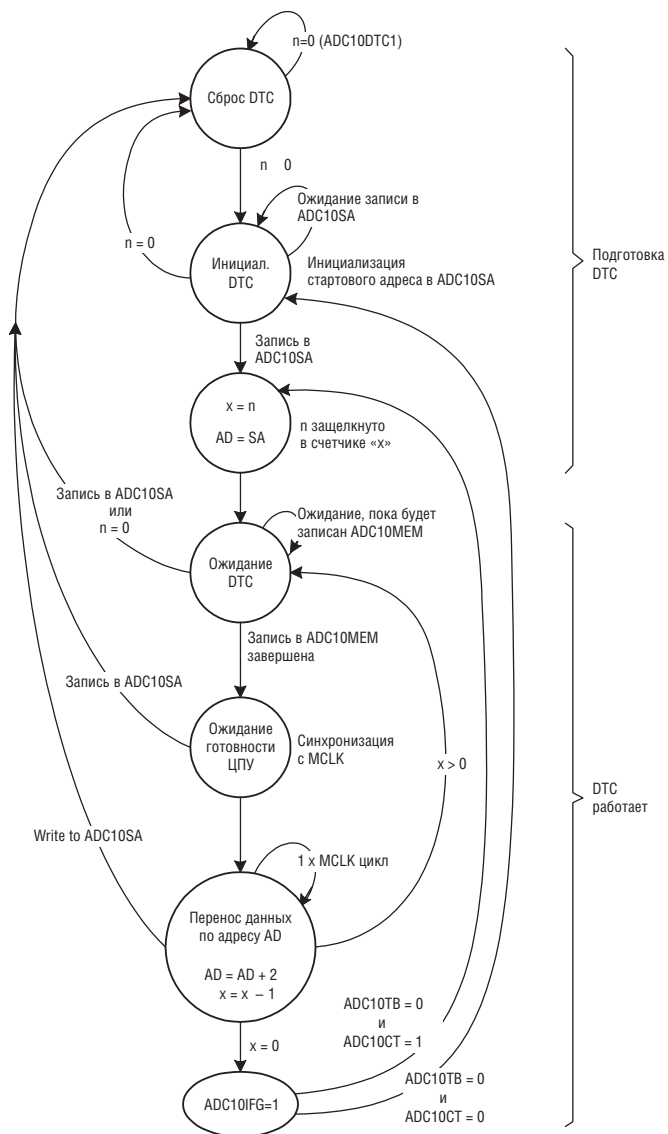 n=0 (ADC10DTC1)
Сброс DTC
n 0
Ожидание записи в
ADC10SA
n = 0
Инициал.
DTC
Инициализация
стартового адреса в ADC10SA
Подготовка
DTC
Запись в
ADC10SA
x = n
AD = SA
n защелкнуто
в счетчике «x»
Запись в ADC10SA
или
n = 0
Ожидание, пока будет
записан ADC10MEM
Ожидание
DTC
Запись в ADC10MEM
завершена
Запись в ADC10SA
Ожидание
готовности
ЦПУ
Синхронизация
с MCLK
x > 0
DTC
работает
Write to ADC10SA
1 x MCLK цикл
Перенос данных
по адресу AD
AD = AD + 2
x = x – 1
ADC10TB = 0
и
ADC10CT = 1
x = 0
ADC10TB = 0
и
ADC10CT = 0
ADC10IFG=1